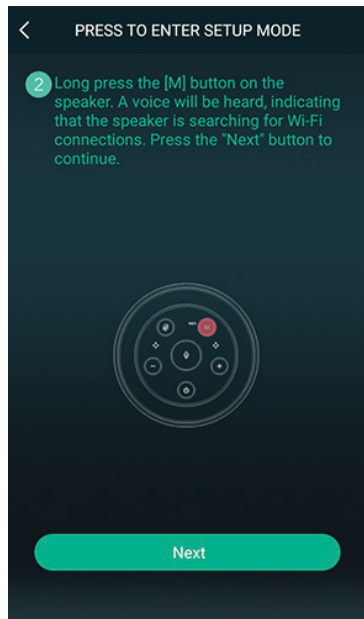 PRESS TO ENTER SETUP MODE
2 Long press the [M] button on the
speaker. A voice will be heard, indicating
that the speaker is searching for Wi-Fi
connections. Press the "Next" button to
continue.
M
Next